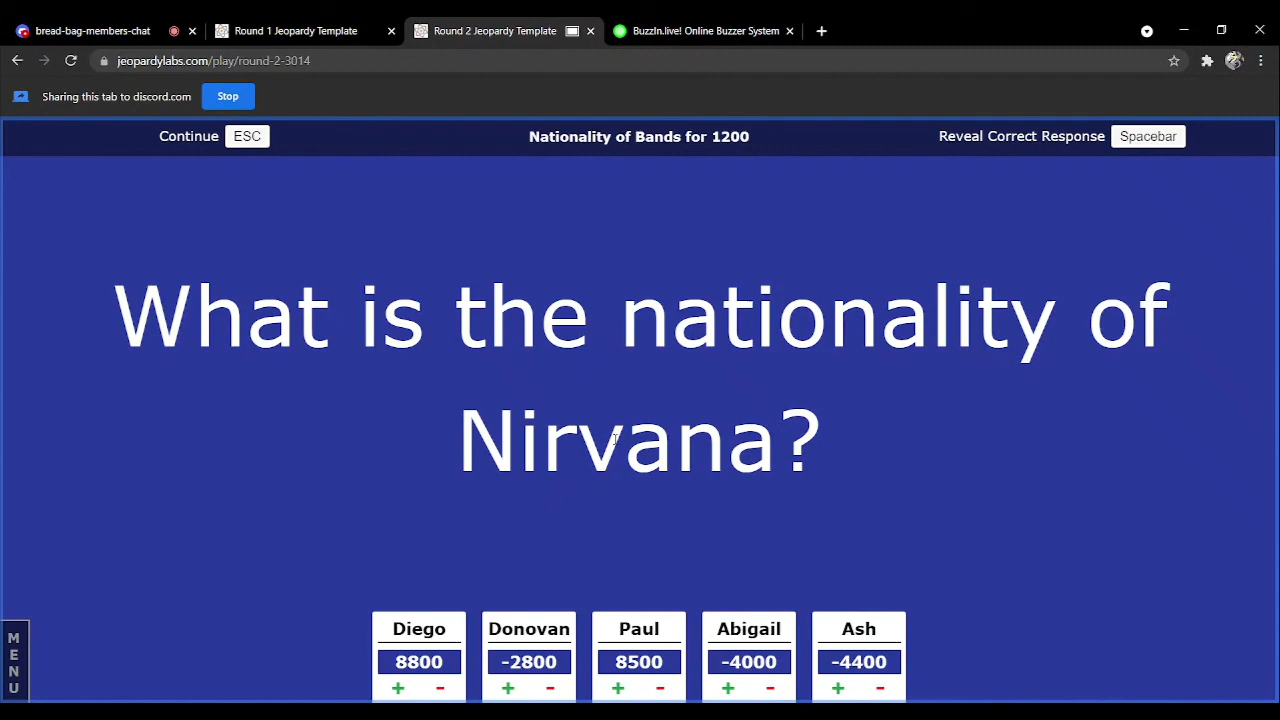 bread-bag-members-chat
Round 1 Jeopardy Template
Round 2 Jeopardy Template
BuzzIn.live! Online Buzzer System
jeopardylabs.com/play/round-2-3014
Sharing this tab to discord.com Stop
Continue ESC
Nationality of Bands for 1200
Reveal Correct Response Spacebar
What is the nationality of
Nirvana?
MENU
Diego Donovan Paul Abigail Ash
8800 -2800 8500 -4000 -4400
+ - + - + - + - + -